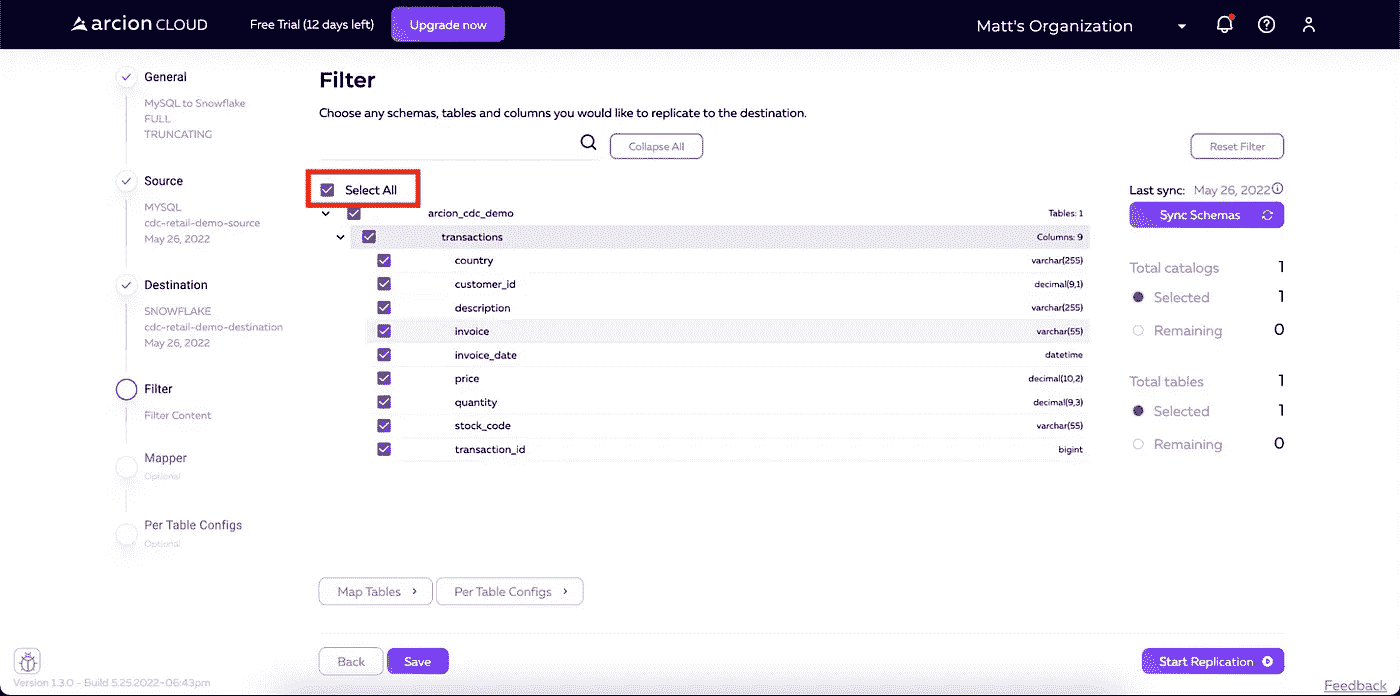 arcion CLOUD Free Trial (12 days left) Upgrade now Matt's Organization
General
MySQL to Snowflake
FULL
TRUNCATING
Source
MYSQL
cdc-retail-demo-source
May 26, 2022
Destination
SNOWFLAKE
cdc-retail-demo-destination
May 26, 2022
Filter
Filter Content
Mapper
Optional
Per Table Configs
Optional
Filter
Choose any schemas, tables and columns you would like to replicate to the destination.
Collapse All Reset Filter
Select All
arcion_cdc_demo Tables: 1
transactions Columns: 9
country varchar(255)
customer_id decimal(9,1)
description varchar(255)
invoice varchar(55)
invoice_date datetime
price decimal(10,2)
quantity decimal(9,3)
stock_code varchar(55)
transaction_id bigint
Last sync: May 26, 2022
Sync Schemas
Total catalogs 1
Selected 1
Remaining 0
Total tables 1
Selected 1
Remaining 0
Map Tables Per Table Configs
Back Save Start Replication
Version 1.3.0 - Build 5.25.2022-06:43pm
Feedback